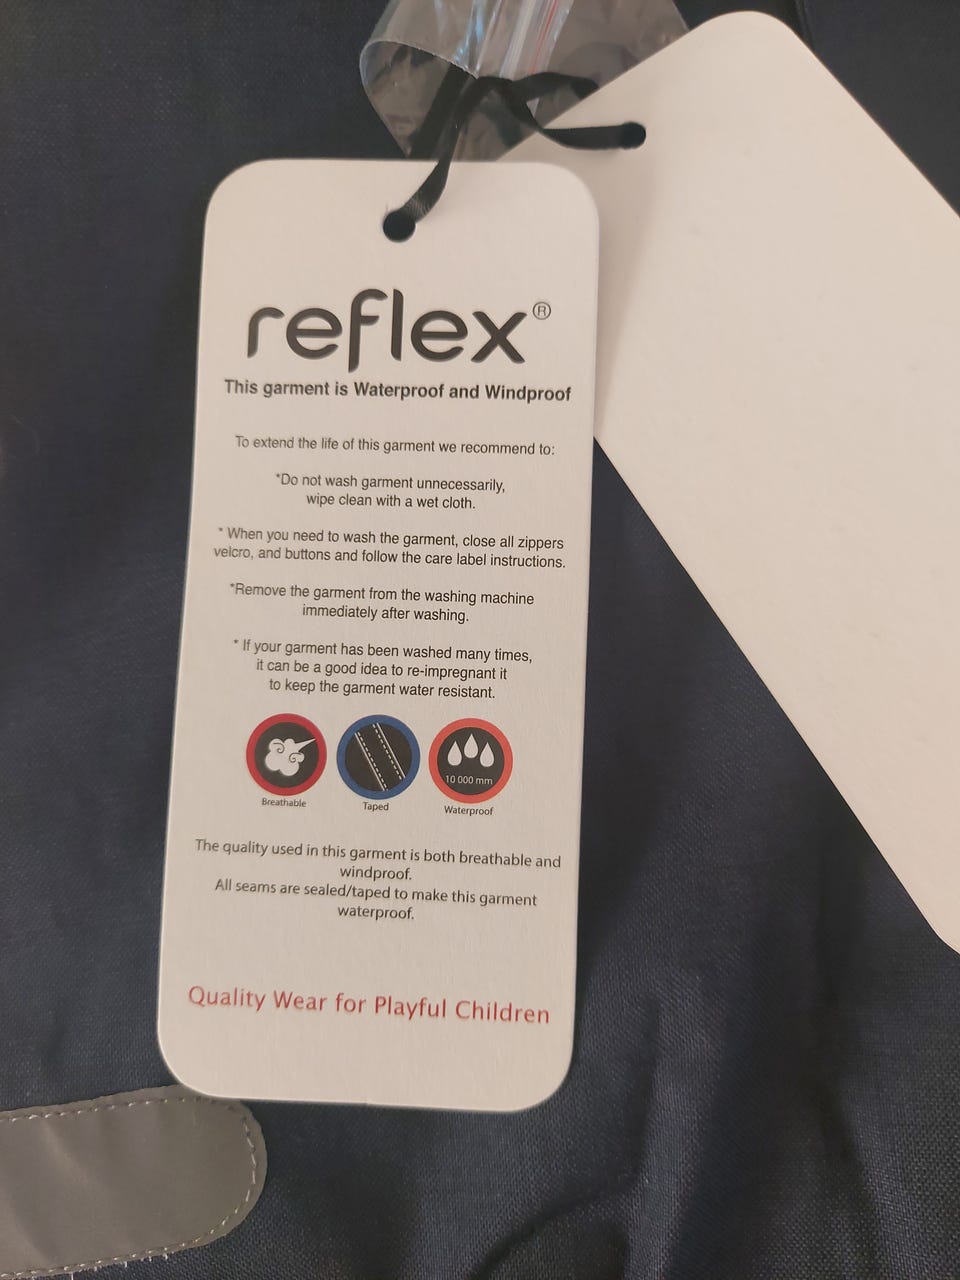 reflex®
This garment is Waterproof and Windproof
To extend the life of this garment we recommend to:
*Do not wash garment unnecessarily,
wipe clean with a wet cloth.
* When you need to wash the garment, close all zippers
velcro, and buttons and follow the care label instructions.
*Remove the garment from the washing machine
immediately after washing.
* If your garment has been washed many times,
it can be a good idea to re-impregnant it
to keep the garment water resistant.
10 000 mm
Breathable Taped Waterproof
The quality used in this garment is both breathable and
windproof.
All seams are sealed/taped to make this garment
waterproof.
Quality Wear for Playful Children